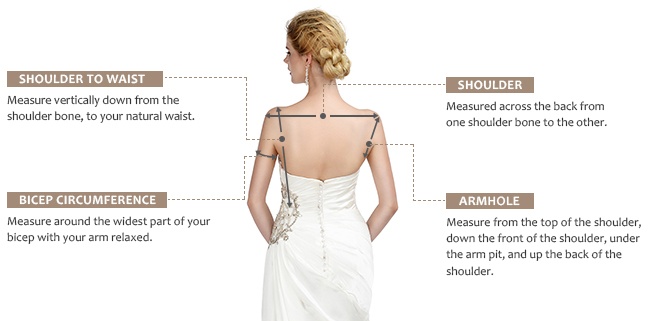 SHOULDER TO WAIST
Measure vertically down from the
shoulder bone, to your natural waist.
SHOULDER
Measured across the back from
one shoulder bone to the other.
BICEP CIRCUMFERENCE
Measure around the widest part of your
bicep with your arm relaxed.
ARMHOLE
Measure from the top of the shoulder,
down the front of the shoulder, under
the arm pit, and up the back of the
shoulder.